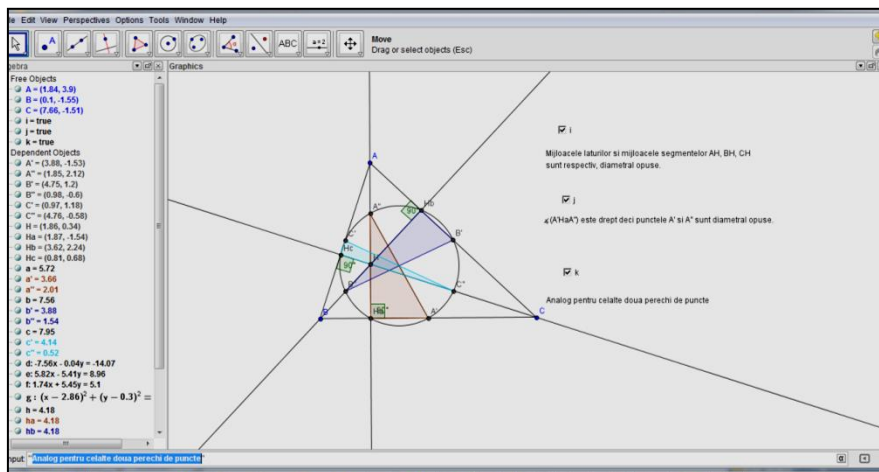 le Edit View Perspectives Options Tools Window Help
ABC
a=2
Move
Drag or select objects (Esc)
gebra
Graphics
Free Objects
A = (1.84, 3.9)
B = (0.1, -1.55)
C = (7.66, -1.51)
i = true
j = true
k = true
Dependent Objects
A' = (3.88, -1.53)
A'' = (1.85, 2.12)
B' = (4.75, 1.2)
B'' = (0.98, -0.6)
C' = (0.97, 1.18)
C'' = (4.76, -0.58)
H = (1.86, 0.34)
Ha = (1.87, -1.54)
Hb = (3.62, 2.24)
Hc = (0.81, 0.68)
a = 5.72
a' = 3.66
a'' = 2.01
b = 7.56
b' = 3.88
b'' = 1.54
c = 7.95
c' = 4.14
c'' = 0.52
d: -7.56x - 0.04y = -14.07
e: 5.82x - 5.41y = 8.96
f: 1.74x + 5.45y = 5.1
g : (x − 2.86)² + (y − 0.3)² =
h = 4.18
ha = 4.18
hb = 4.18
A
A''
Hb
90°
C'
B'
Hc
90°
H
C''
B
Ha
A'
C
i
Mijloacele laturilor si mijloacele segmentelor AH, BH, CH
sunt respectiv, diametral opuse.
j
∡(A'HaA'') este drept deci punctele A' si A'' sunt diametral opuse.
k
Analog pentru celalte doua perechi de puncte
nput: "Analog pentru celalte doua perechi de puncte"
α